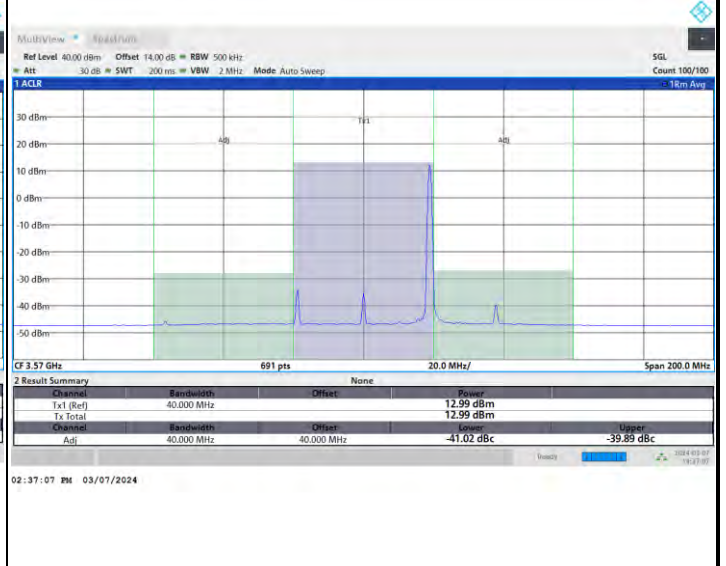 MultiView Spectrum
Ref Level 40.00 dBm Offset 14.00 dB RBW 500 kHz SGL
Att 30 dB SWT 200 ms VBW 2 MHz Mode Auto Sweep Count 100/100
1 ACLR 1Rm Avg
Tx1
30 dBm
Adj Adj
20 dBm
10 dBm
0 dBm
-10 dBm
-20 dBm
-30 dBm
-40 dBm
-50 dBm
CF 3.57 GHz 691 pts 20.0 MHz/ Span 200.0 MHz
2 Result Summary None
Channel Bandwidth Offset Power
Tx1 (Ref) 40.000 MHz 12.99 dBm
Tx Total 12.99 dBm
Channel Bandwidth Offset Lower Upper
Adj 40.000 MHz 40.000 MHz -41.02 dBc -39.89 dBc
Ready
02:37:07 PM 03/07/2024